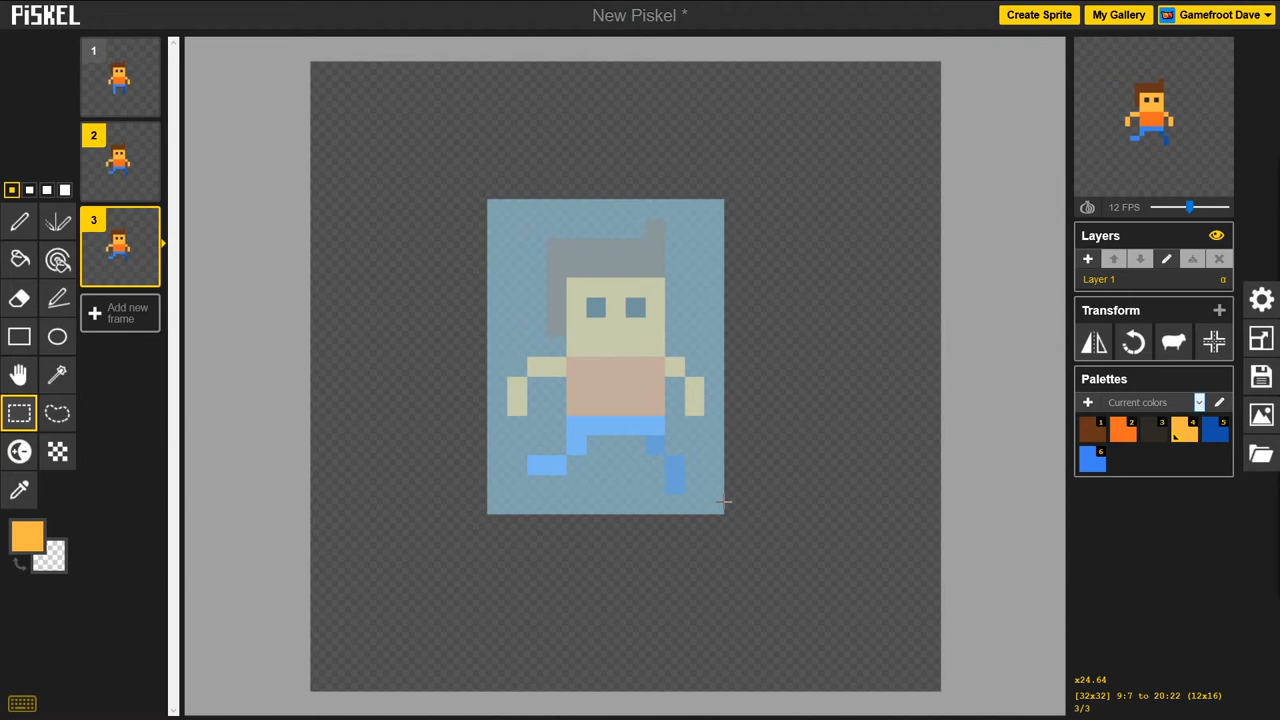 PiSKEL
New Piskel *
Create Sprite
My Gallery
Gamefroot Dave
1
2
3
Add new
frame
12 FPS
Layers
Layer 1
α
Transform
Palettes
Current colors
1
2
3
4
5
6
x24.64
[32x32] 9:7 to 20:22 (12x16)
3/3